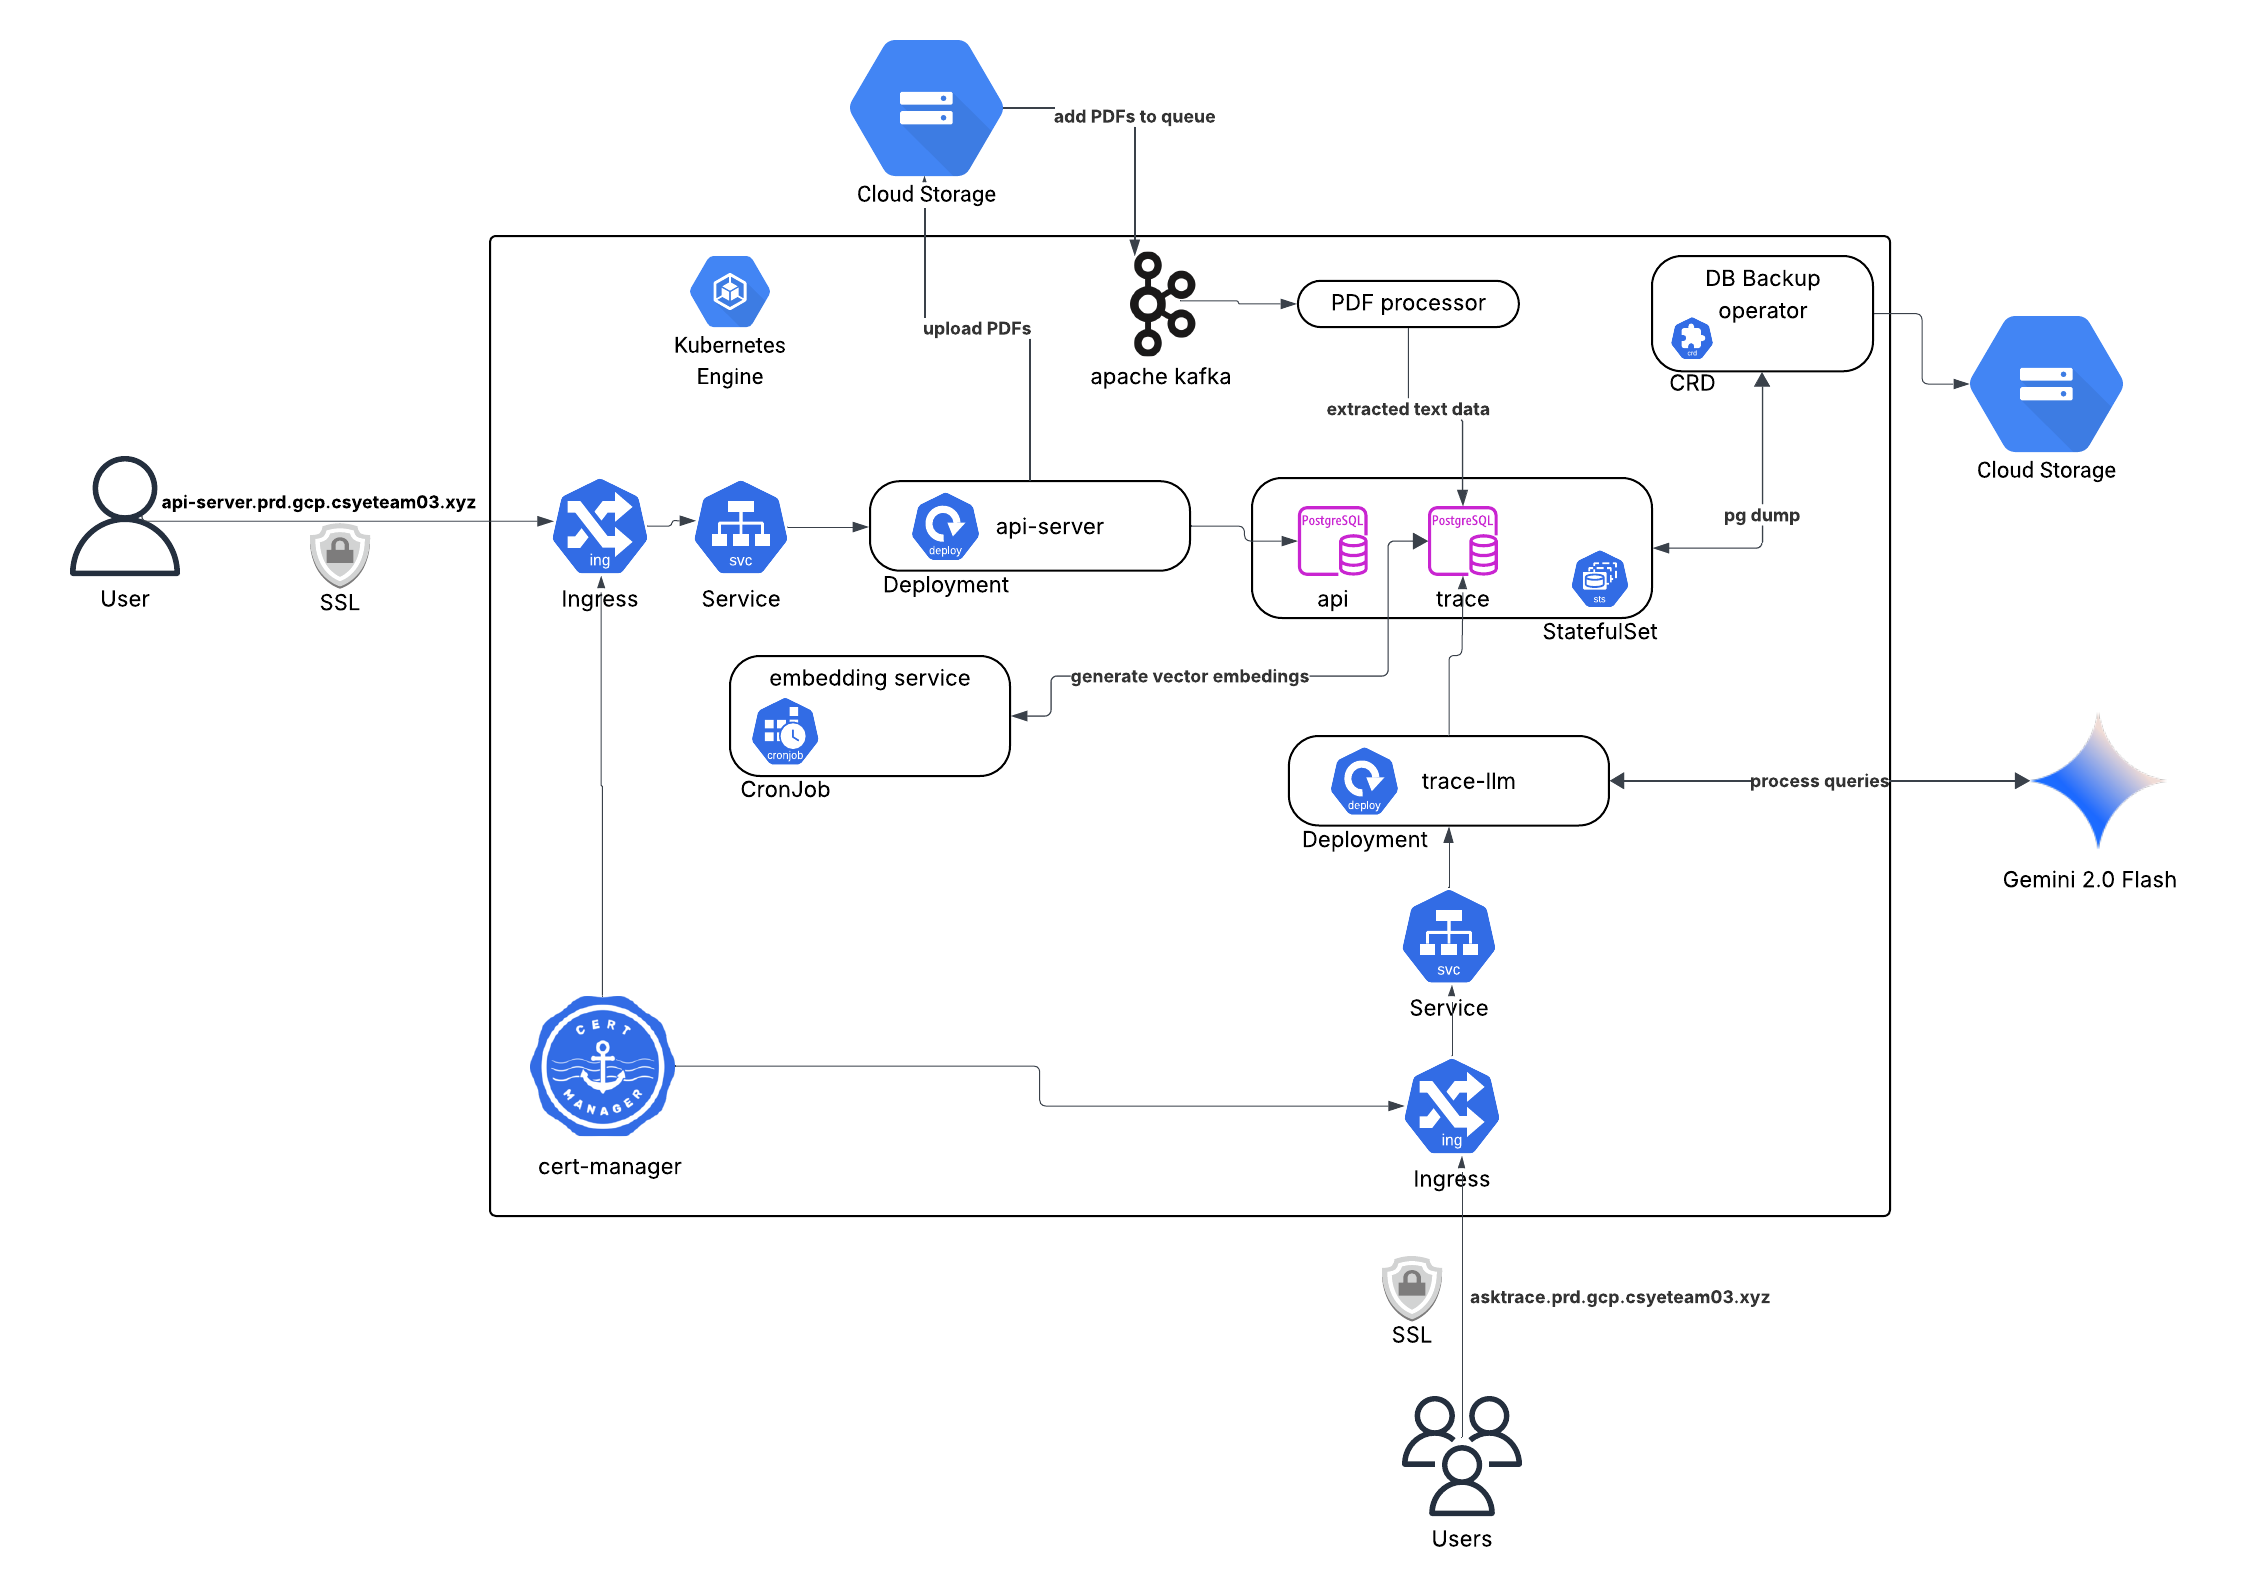 Cloud Storage
add PDFs to queue
Kubernetes
Engine
upload PDFs
apache kafka
PDF processor
extracted text data
DB Backup
operator
crd
CRD
Cloud Storage
pg dump
api-server.prd.gcp.csyeteam03.xyz
SSL
User
ing
Ingress
svc
Service
deploy
api-server
Deployment
PostgreSQL
api
PostgreSQL
trace
sts
StatefulSet
embedding service
cronjob
CronJob
generate vector embedings
deploy
trace-llm
Deployment
process queries
Gemini 2.0 Flash
svc
Service
CERT
MANAGER
cert-manager
ing
Ingress
SSL
asktrace.prd.gcp.csyeteam03.xyz
Users